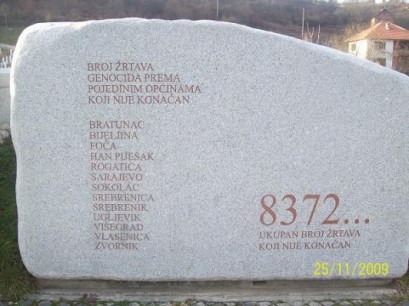 BROJ ŽRTAVA
GENOCIDA PREMA
POJEDINIM OPĆINAMA
KOJI NIJE KONAČAN
BRATUNAC
BIJELJINA
FOČA
HAN PIJESAK
ROGATICA
SARAJEVO
SOKOLAC
SREBRENICA
SREBRENIK
UGLJEVIK
VIŠEGRAD
VLASENICA
ZVORNIK
8372...
UKUPAN BROJ ŽRTAVA
KOJI NIJE KONAČAN
25/11/2009